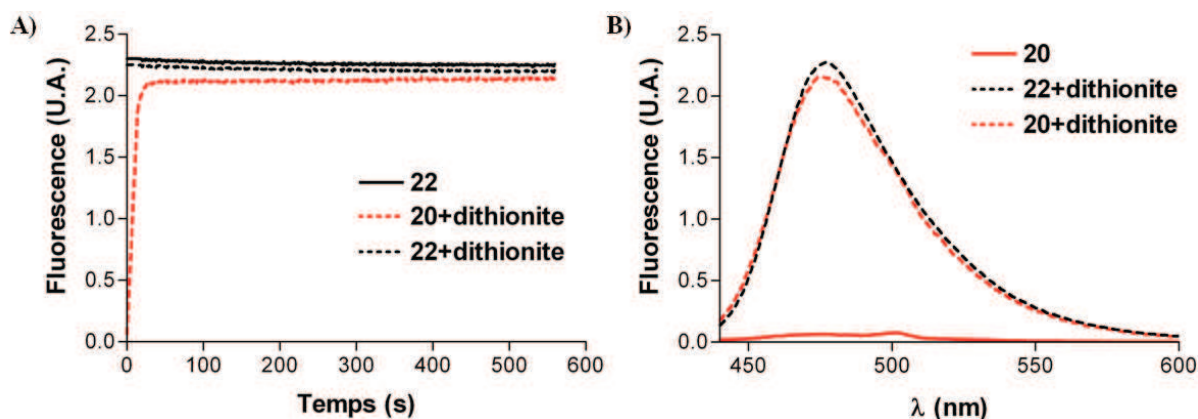 A)
Fluorescence (U.A.)
2.5
2.0
1.5
1.0
0.5
0.0
22
20+dithionite
22+dithionite
0 100 200 300 400 500 600
Temps (s)
B)
Fluorescence (U.A.)
2.5
2.0
1.5
1.0
0.5
0.0
20
22+dithionite
20+dithionite
450 500 550 600
λ (nm)